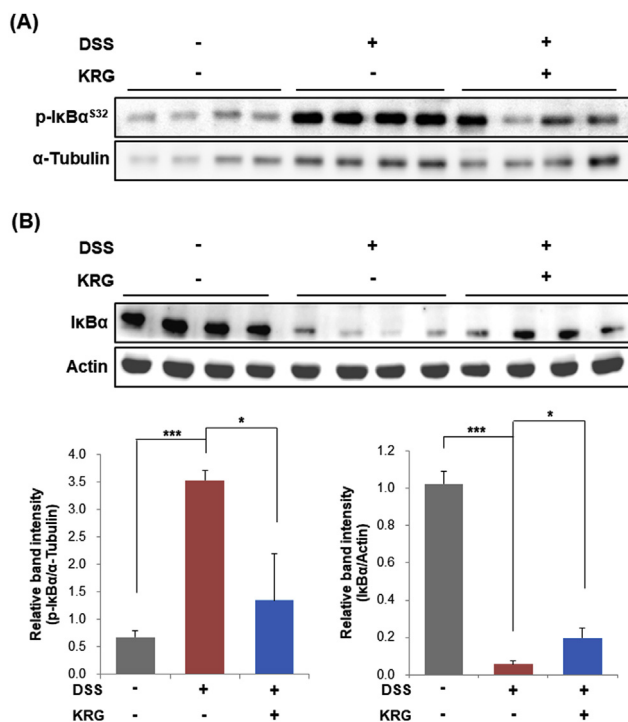 (A)
DSS - + +
KRG - - +
p-IκBα^S32
α-Tubulin
(B)
DSS - + +
KRG - - +
IκBα
Actin
*** *
4.0
3.5
3.0
2.5
2.0
1.5
1.0
0.5
0.0
Relative band intensity
(p-IκBα/α-Tubulin)
DSS - + +
KRG - - +
*** *
1.2
1.0
0.8
0.6
0.4
0.2
0.0
Relative band intensity
(IκBα/Actin)
DSS - + +
KRG - - +